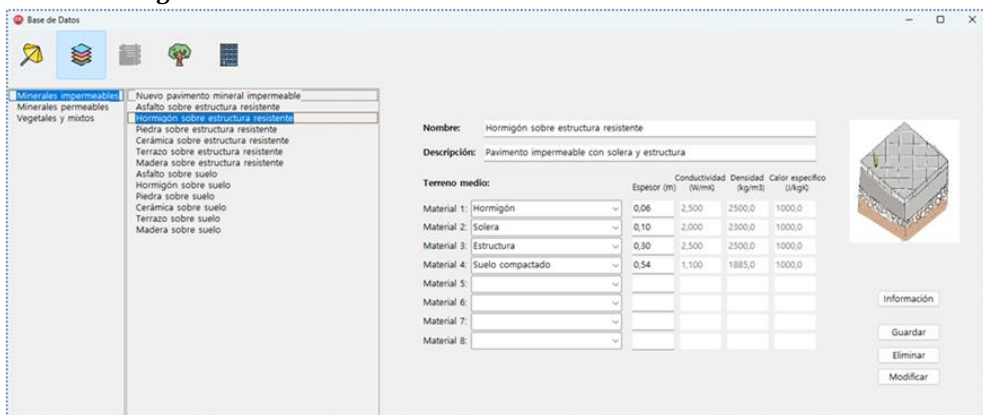 Base de Datos
Minerales impermeables
Minerales permeables
Vegetales y mixtos
Nuevo pavimento mineral impermeable
Asfalto sobre estructura resistente
Hormigón sobre estructura resistente
Piedra sobre estructura resistente
Cerámica sobre estructura resistente
Terrazo sobre estructura resistente
Madera sobre estructura resistente
Asfalto sobre suelo
Hormigón sobre suelo
Piedra sobre suelo
Cerámica sobre suelo
Terrazo sobre suelo
Madera sobre suelo
Nombre: Hormigón sobre estructura resistente
Descripción: Pavimento impermeable con solera y estructura
Terreno medio:
Espesor (m) Conductividad (W/mK) Densidad (kg/m3) Calor específico (J/kgK)
Material 1: Hormigón 0,06 2,500 2500,0 1000,0
Material 2: Solera 0,10 2,000 2300,0 1000,0
Material 3: Estructura 0,30 2,500 2500,0 1000,0
Material 4: Suelo compactado 0,54 1,100 1885,0 1000,0
Material 5:
Material 6:
Material 7:
Material 8:
Información
Guardar
Eliminar
Modificar